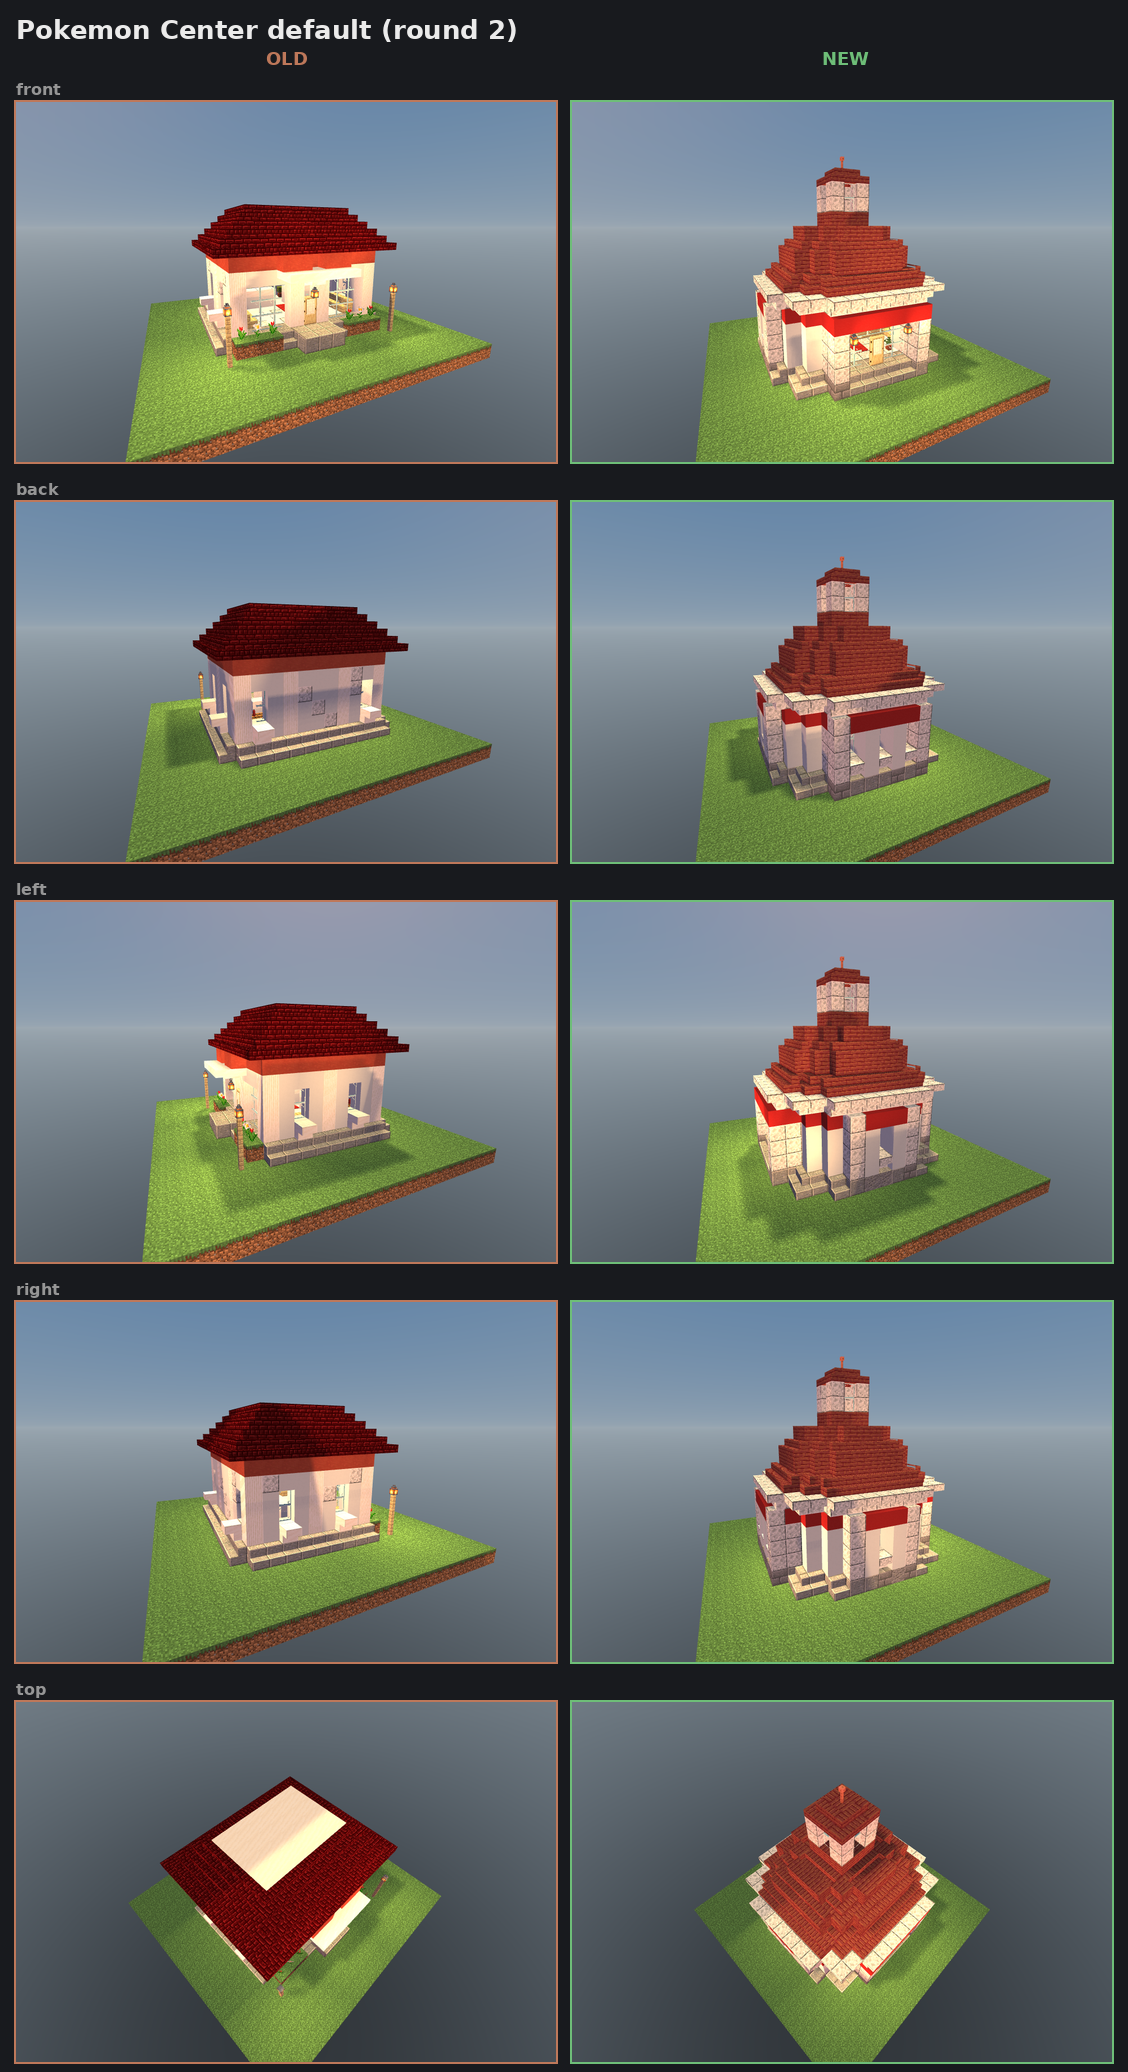 Pokemon Center default (round 2)
OLD
NEW
front
back
left
right
top